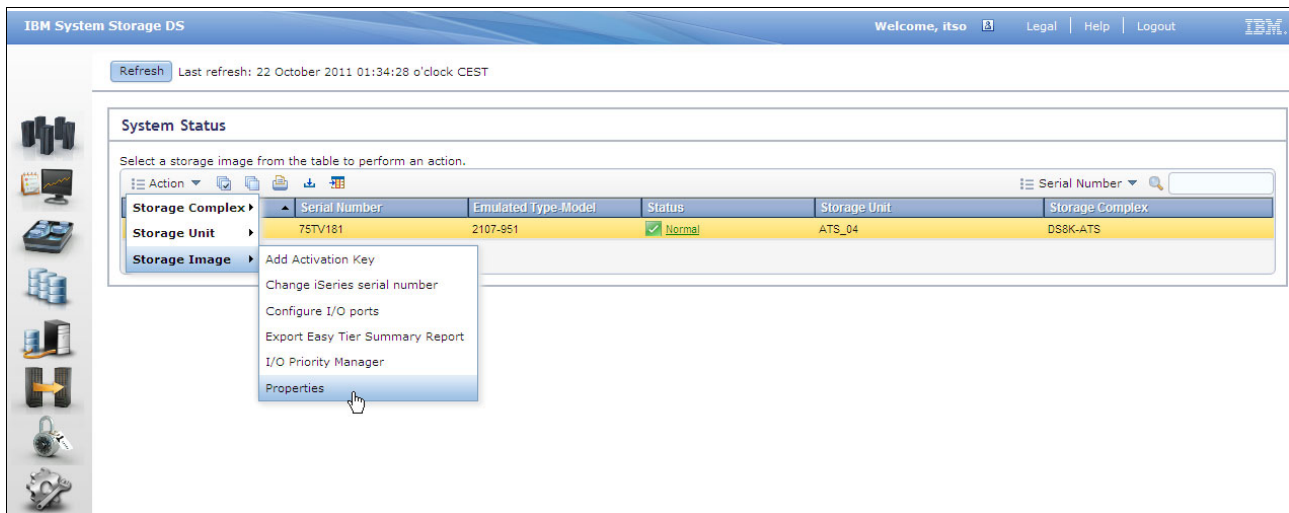 IBM System Storage DS
Welcome, itso
Legal | Help | Logout
IBM.
Refresh Last refresh: 22 October 2011 01:34:28 o'clock CEST
System Status
Select a storage image from the table to perform an action.
Action
Serial Number
Storage Complex
Storage Unit
Storage Image
Serial Number Emulated Type-Model Status Storage Unit Storage Complex
75TV181 2107-951 Normal ATS_04 DS8K-ATS
Add Activation Key
Change iSeries serial number
Configure I/O ports
Export Easy Tier Summary Report
I/O Priority Manager
Properties